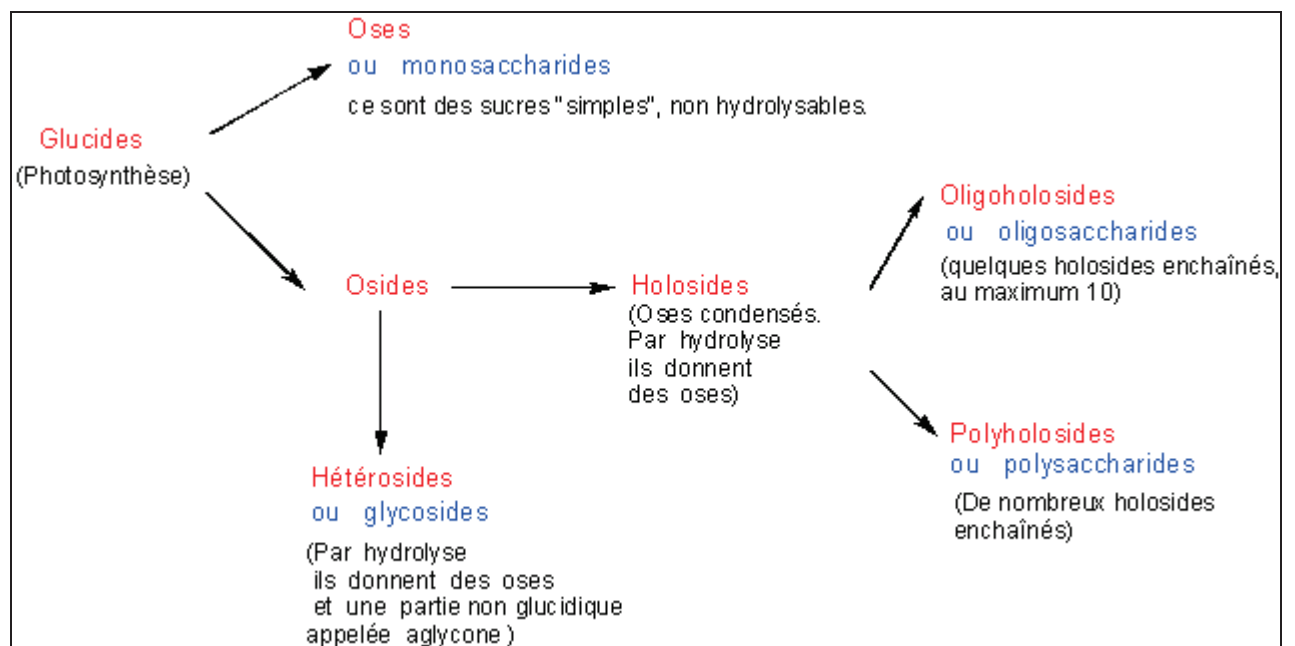 Oses
ou monosaccharides
ce sont des sucres "simples", non hydrolysables.
Glucides
(Photosynthèse)
Osides
Holosides
(Oses condensés.
Par hydrolyse
ils donnent
des oses)
Oligoholosides
ou oligosaccharides
(quelques holosides enchaînés,
au maximum 10)
Polyholosides
ou polysaccharides
(De nombreux holosides
enchaînés)
Hétérosides
ou glycosides
(Par hydrolyse
ils donnent des oses
et une partie non glucidique
appelée aglycone)